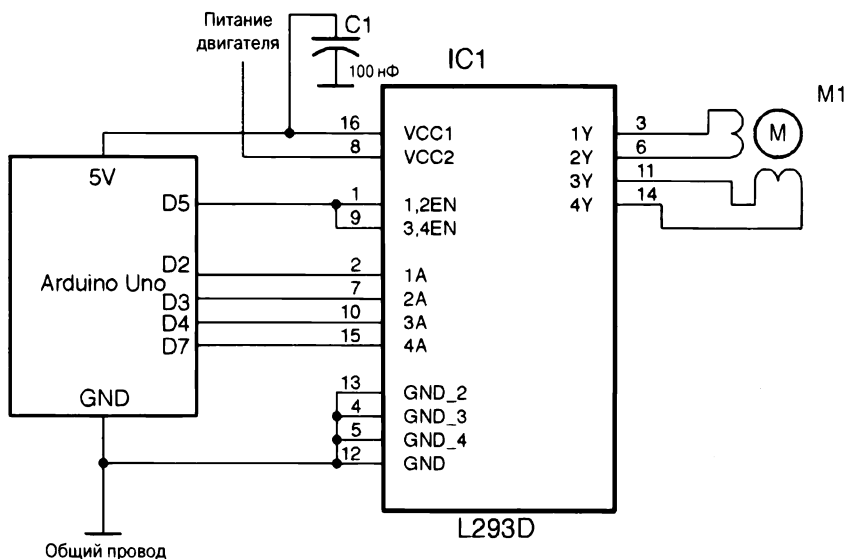 Питание
двигателя
C1
100 нФ
IC1
M1
16
VCC1
1Y
3
M
8
VCC2
2Y
6
5V
3Y
11
D5
1
1,2EN
4Y
14
9
3,4EN
D2
2
1A
Arduino Uno
D3
7
2A
D4
10
3A
D7
15
4A
GND
13
GND_2
4
GND_3
5
GND_4
12
GND
L293D
Общий провод